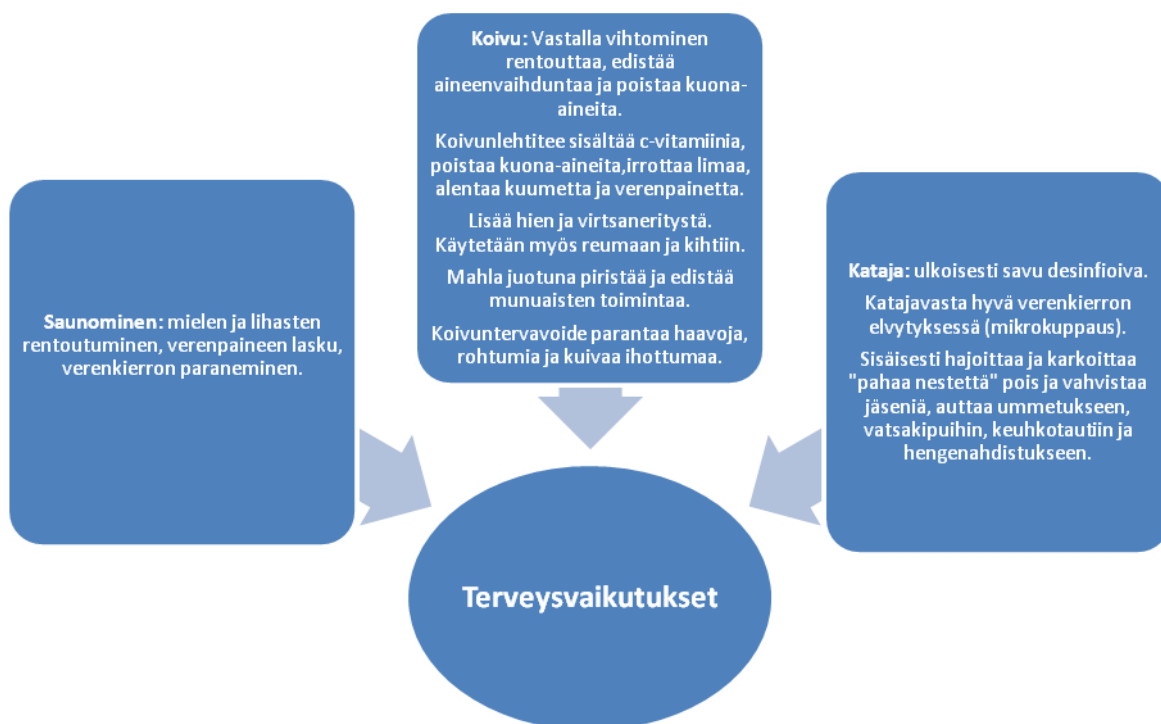 Koivu: Vastalla vihtominen
rentouttaa, edistää
aineenvaihduntaa ja poistaa kuona-
aineita.
Koivunlehtitee sisältää c-vitamiinia,
poistaa kuona-aineita,irrottaa limaa,
alentaa kuumetta ja verenpainetta.
Lisää hien ja virtsaneritystä.
Käytetään myös reumaan ja kihtiin.
Mahla juotuna piristää ja edistää
munuaisten toimintaa.
Koivuntervavoide parantaa haavoja,
rohtumia ja kuivaa ihottumaa.
Saunominen: mielen ja lihasten
rentoutuminen, verenpaineen lasku,
verenkierron paraneminen.
Kataja: ulkoisesti savu desinfioiva.
Katajavasta hyvä verenkierron
elvytyksessä (mikrokuppaus).
Sisäisesti hajoittaa ja karkoittaa
"pahaa nestettä" pois ja vahvistaa
jäseniä, auttaa ummetukseen,
vatsakipuihin, keuhkotautiin ja
hengenahdistukseen.
Terveysvaikutukset